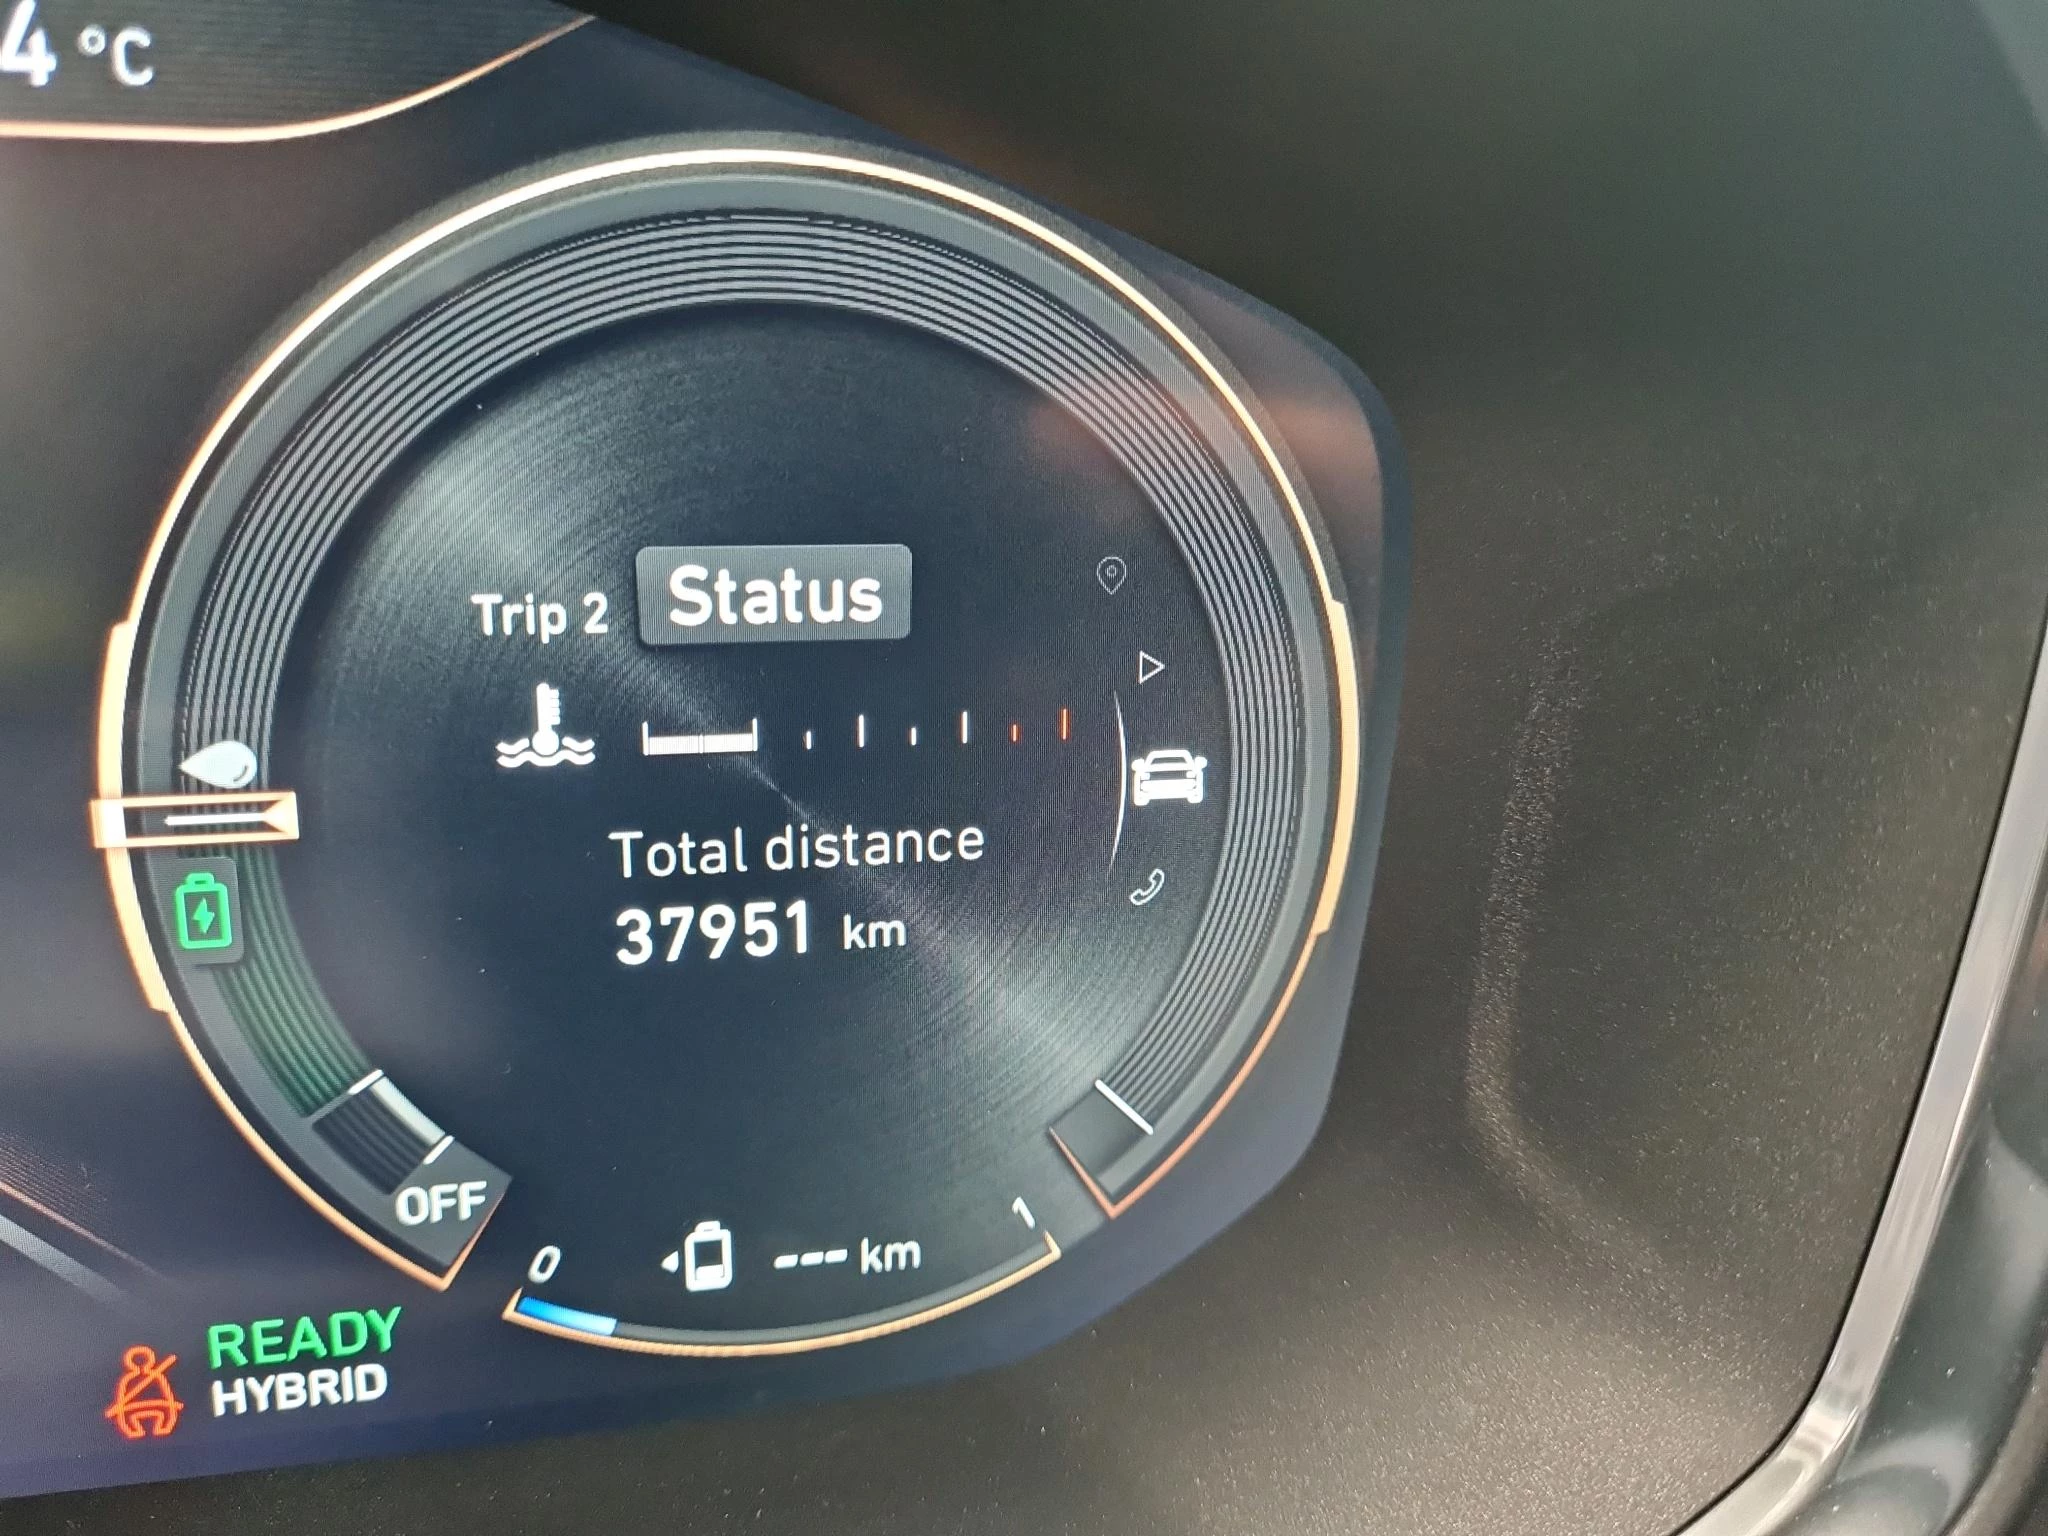 4 °C
Trip 2 Status
Total distance
37951 km
OFF
0 --- km 1
READY
HYBRID